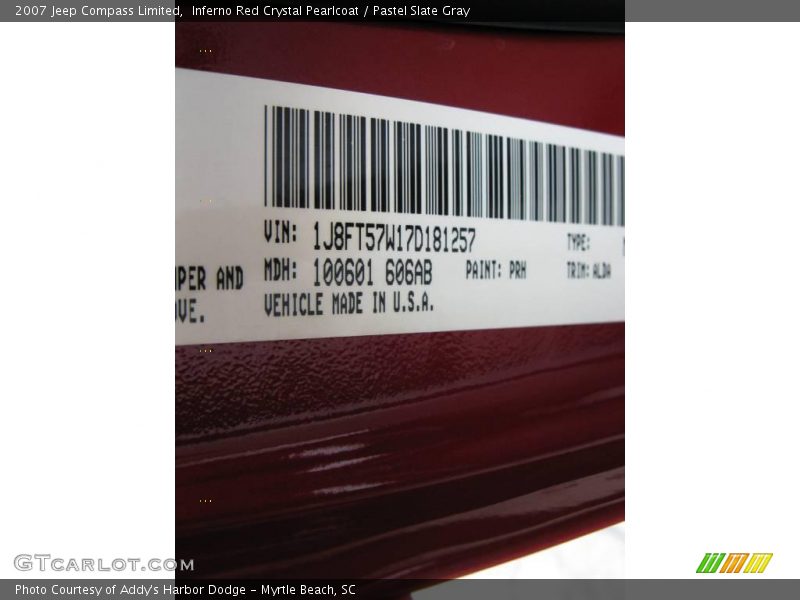 2007 Jeep Compass Limited, Inferno Red Crystal Pearlcoat / Pastel Slate Gray
VIN: 1J8FT57W17D181257 TYPE:
PER AND MDH: 100601 606AB PAINT: PRH TRIM: ALDA
VE. VEHICLE MADE IN U.S.A.
GTCARLOT.COM
Photo Courtesy of Addy's Harbor Dodge - Myrtle Beach, SC